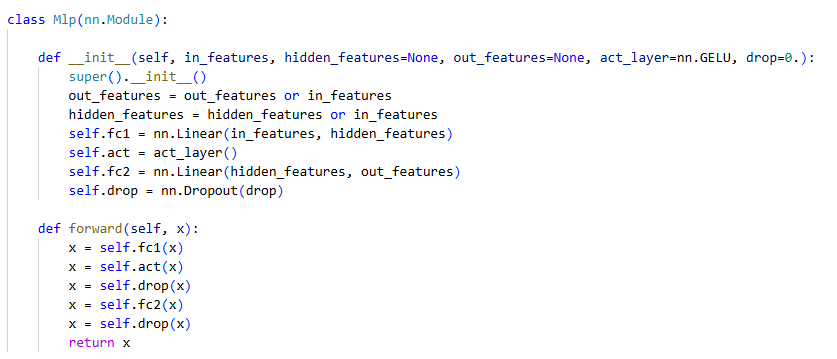 class Mlp(nn.Module):
def __init__(self, in_features, hidden_features=None, out_features=None, act_layer=nn.GELU, drop=0.):
super().__init__()
out_features = out_features or in_features
hidden_features = hidden_features or in_features
self.fc1 = nn.Linear(in_features, hidden_features)
self.act = act_layer()
self.fc2 = nn.Linear(hidden_features, out_features)
self.drop = nn.Dropout(drop)
def forward(self, x):
x = self.fc1(x)
x = self.act(x)
x = self.drop(x)
x = self.fc2(x)
x = self.drop(x)
return x